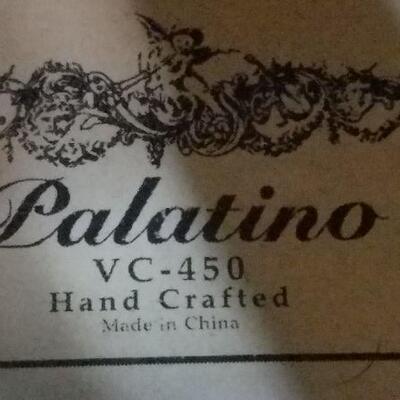 Palatino
VC-450
Hand Crafted
Made in China